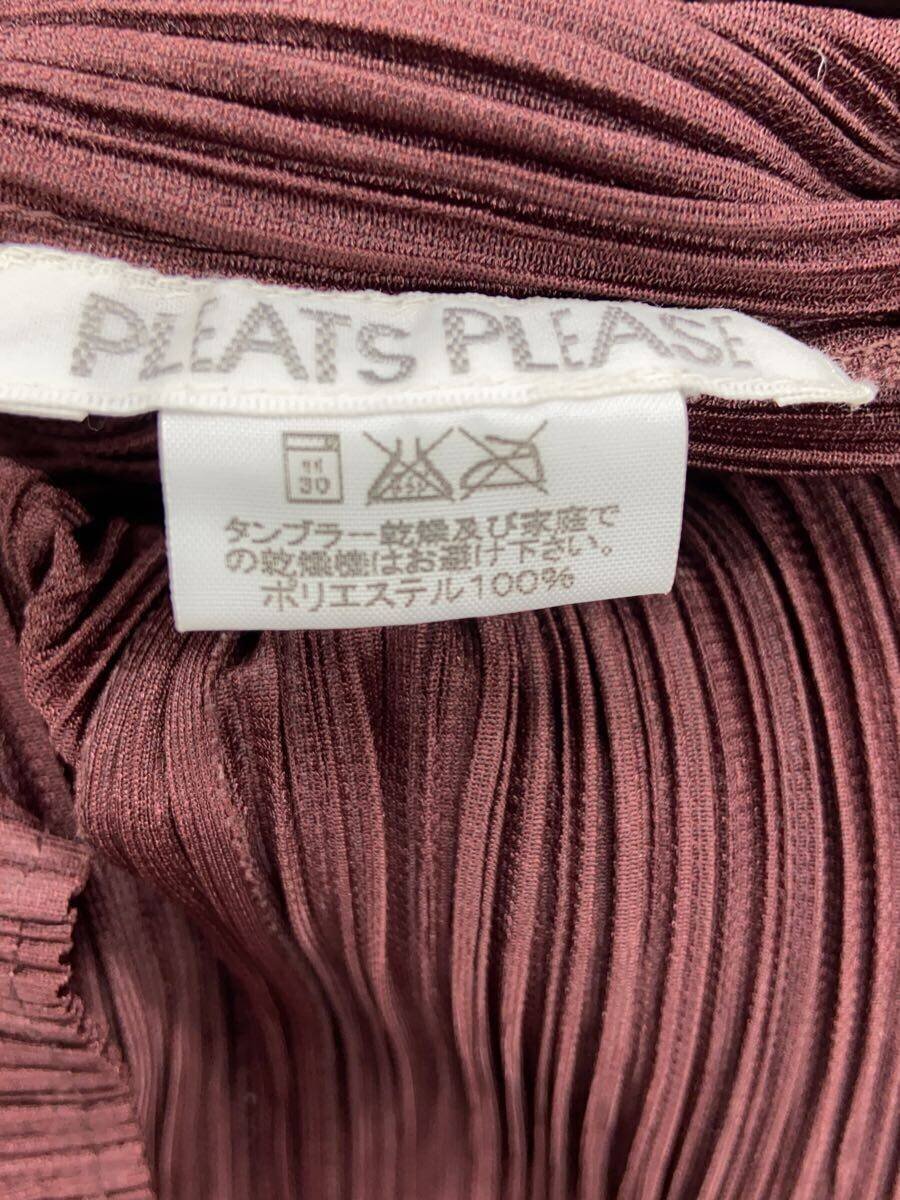 PLEATS PLEASE
30
タンブラー乾燥及び家庭で
の乾燥機はお避け下さい。
ポリエステル100%